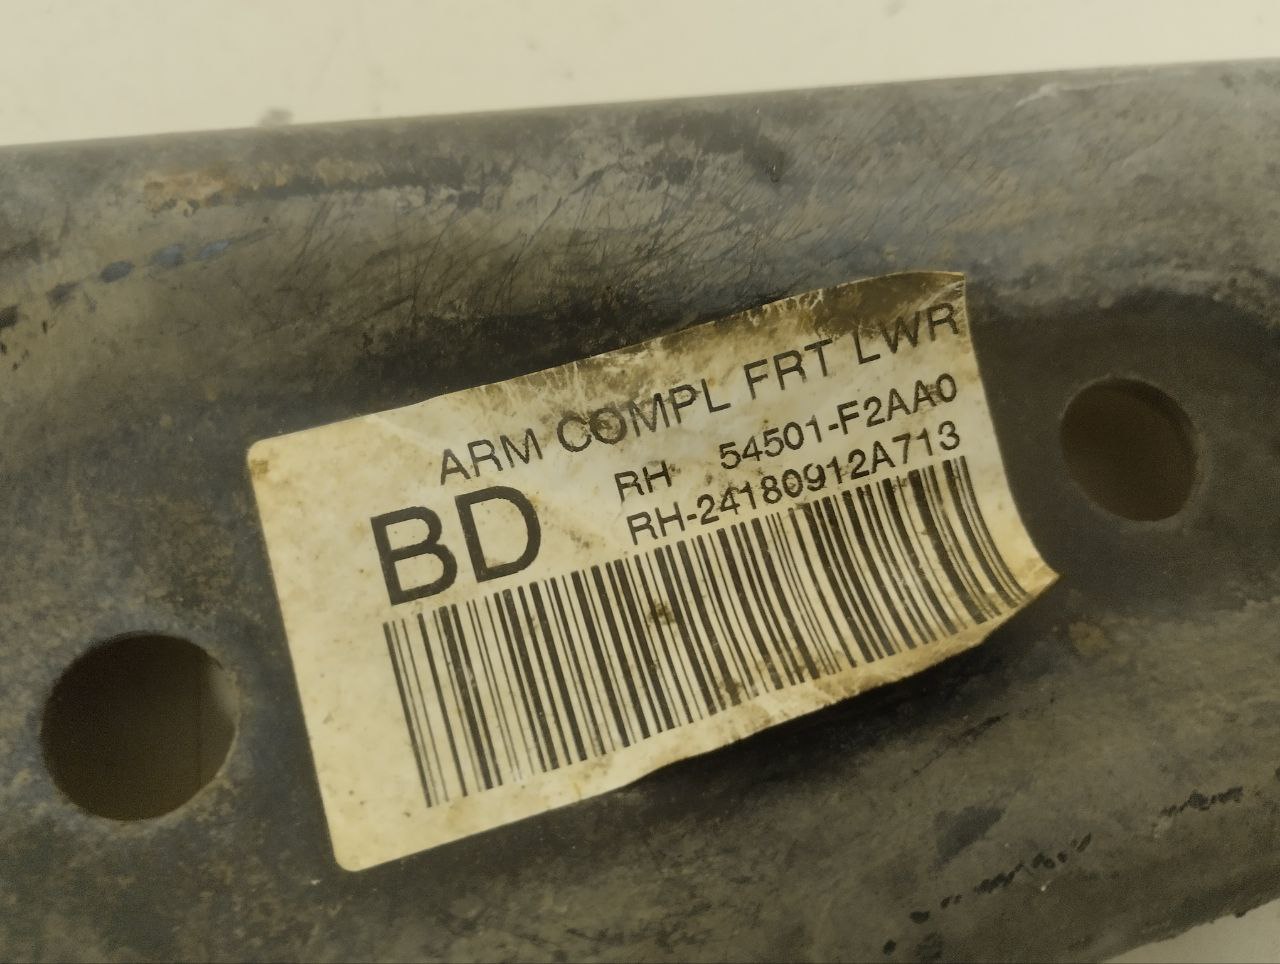 ARM COMPL FRT LWR
BD RH 54501-F2AA0
RH-24180912A713